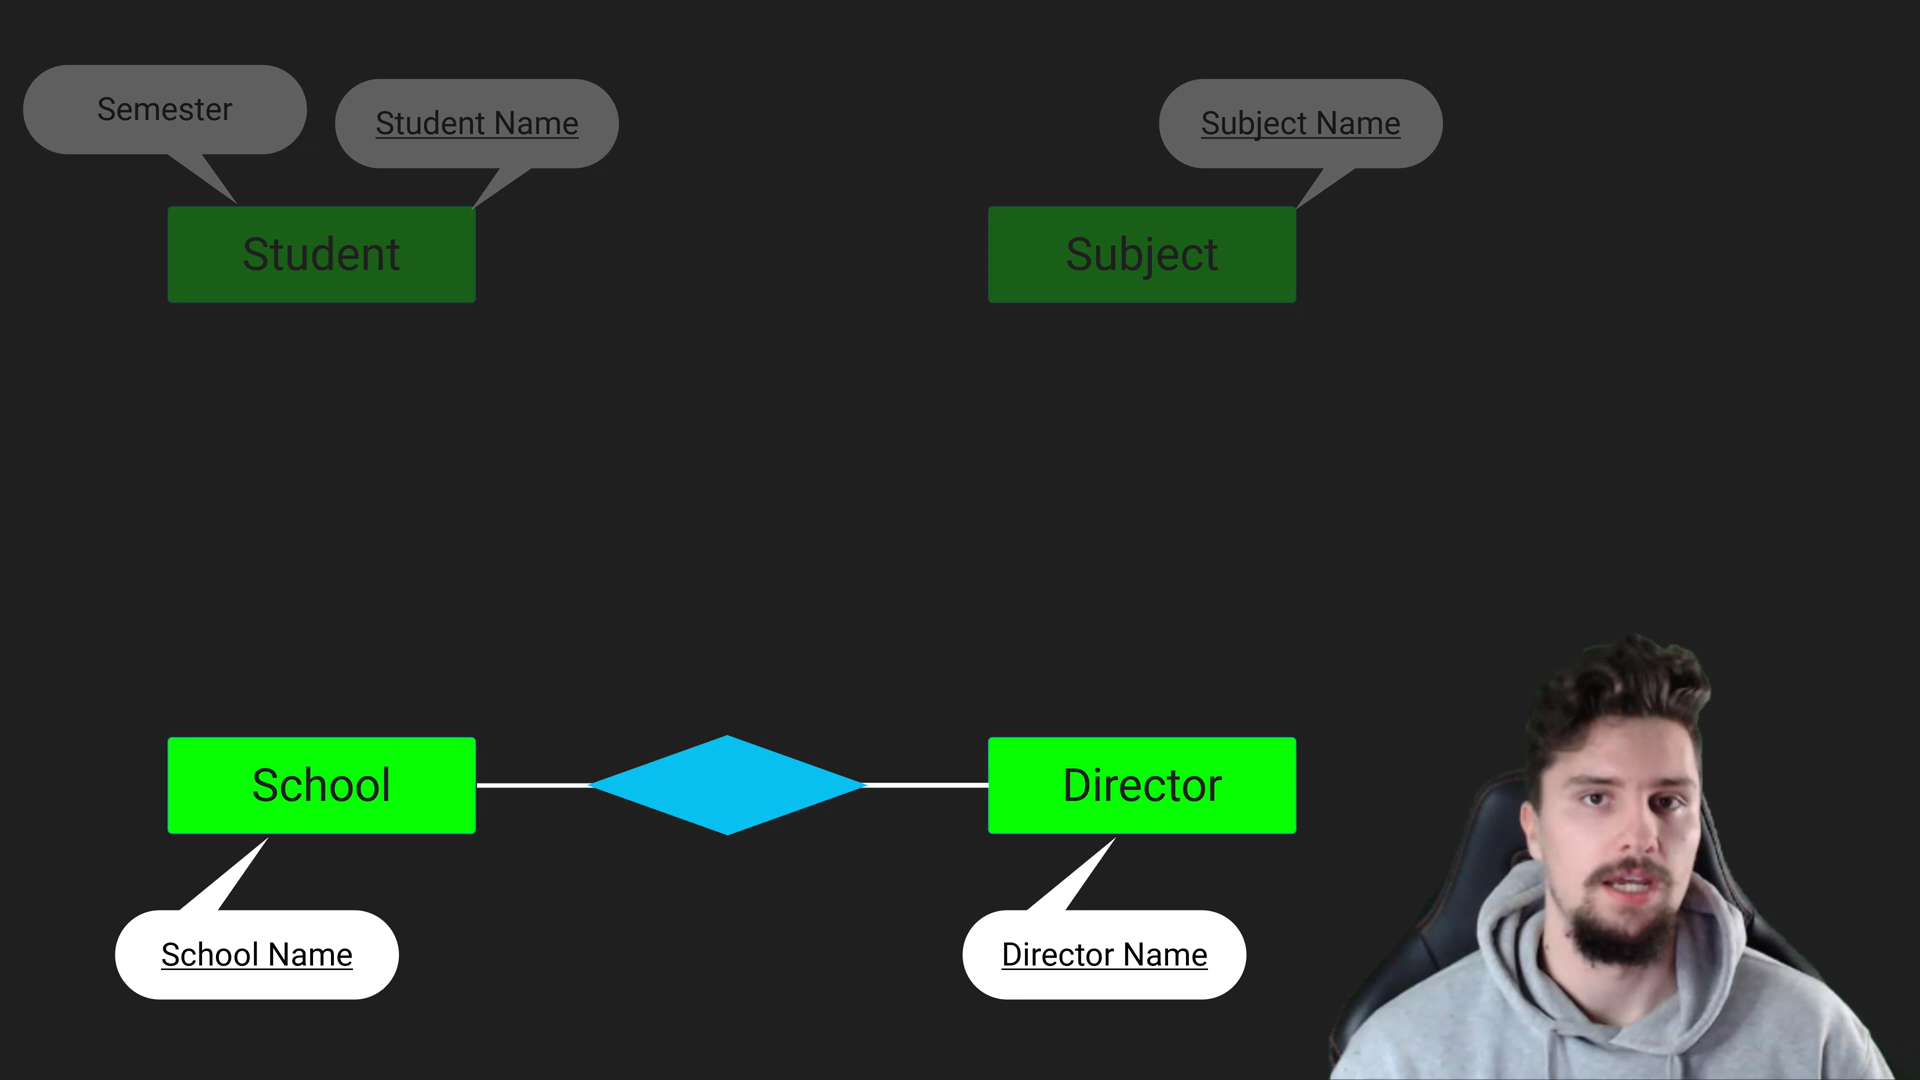 Semester
Student Name
Subject Name
Student
Subject
School
Director
School Name
Director Name